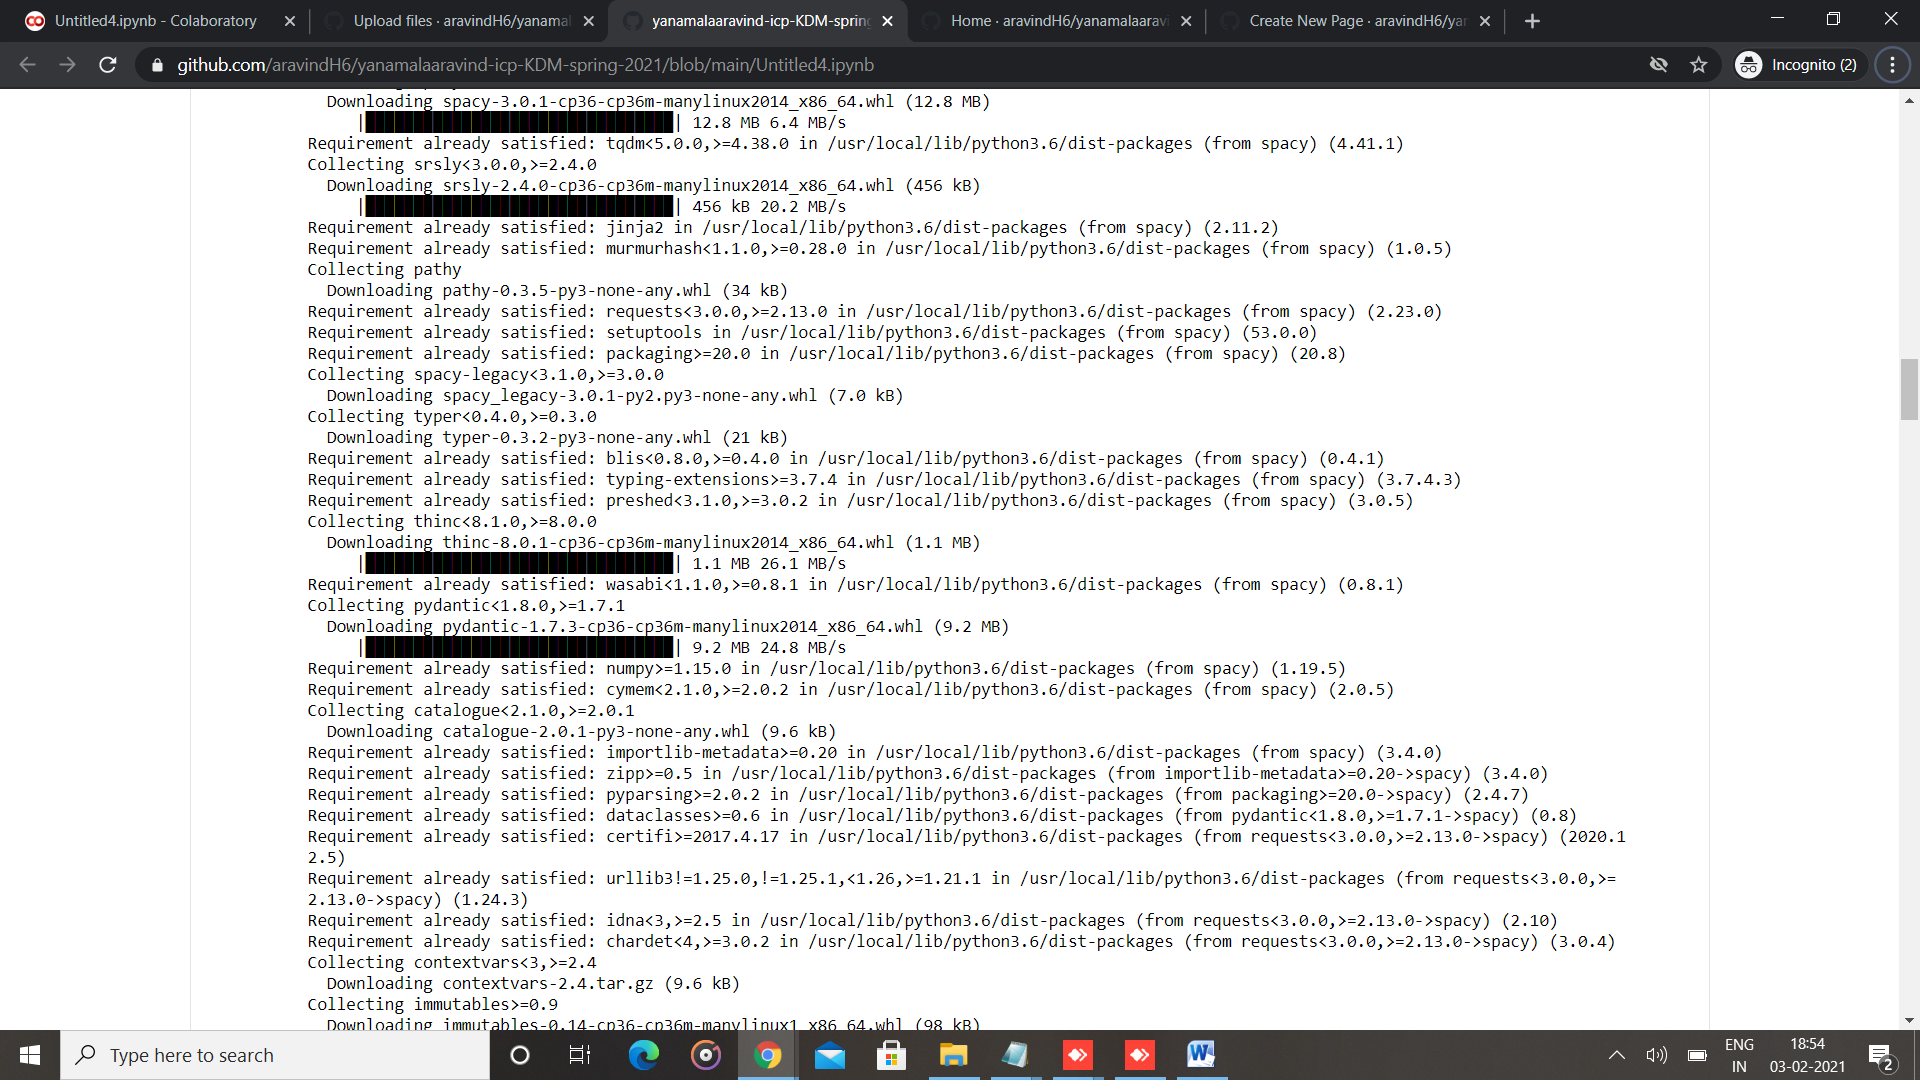 Untitled4.ipynb - Colaboratory
Upload files · aravindH6/yanamal
yanamalaaravind-icp-KDM-spring
Home · aravindH6/yanamalaaravi
Create New Page · aravindH6/yar
github.com/aravindH6/yanamalaaravind-icp-KDM-spring-2021/blob/main/Untitled4.ipynb
Incognito (2)
Downloading spacy-3.0.1-cp36-cp36m-manylinux2014_x86_64.whl (12.8 MB)
| | 12.8 MB 6.4 MB/s
Requirement already satisfied: tqdm<5.0.0,>=4.38.0 in /usr/local/lib/python3.6/dist-packages (from spacy) (4.41.1)
Collecting srsly<3.0.0,>=2.4.0
Downloading srsly-2.4.0-cp36-cp36m-manylinux2014_x86_64.whl (456 kB)
| | 456 kB 20.2 MB/s
Requirement already satisfied: jinja2 in /usr/local/lib/python3.6/dist-packages (from spacy) (2.11.2)
Requirement already satisfied: murmurhash<1.1.0,>=0.28.0 in /usr/local/lib/python3.6/dist-packages (from spacy) (1.0.5)
Collecting pathy
Downloading pathy-0.3.5-py3-none-any.whl (34 kB)
Requirement already satisfied: requests<3.0.0,>=2.13.0 in /usr/local/lib/python3.6/dist-packages (from spacy) (2.23.0)
Requirement already satisfied: setuptools in /usr/local/lib/python3.6/dist-packages (from spacy) (53.0.0)
Requirement already satisfied: packaging>=20.0 in /usr/local/lib/python3.6/dist-packages (from spacy) (20.8)
Collecting spacy-legacy<3.1.0,>=3.0.0
Downloading spacy_legacy-3.0.1-py2.py3-none-any.whl (7.0 kB)
Collecting typer<0.4.0,>=0.3.0
Downloading typer-0.3.2-py3-none-any.whl (21 kB)
Requirement already satisfied: blis<0.8.0,>=0.4.0 in /usr/local/lib/python3.6/dist-packages (from spacy) (0.4.1)
Requirement already satisfied: typing-extensions>=3.7.4 in /usr/local/lib/python3.6/dist-packages (from spacy) (3.7.4.3)
Requirement already satisfied: preshed<3.1.0,>=3.0.2 in /usr/local/lib/python3.6/dist-packages (from spacy) (3.0.5)
Collecting thinc<8.1.0,>=8.0.0
Downloading thinc-8.0.1-cp36-cp36m-manylinux2014_x86_64.whl (1.1 MB)
| | 1.1 MB 26.1 MB/s
Requirement already satisfied: wasabi<1.1.0,>=0.8.1 in /usr/local/lib/python3.6/dist-packages (from spacy) (0.8.1)
Collecting pydantic<1.8.0,>=1.7.1
Downloading pydantic-1.7.3-cp36-cp36m-manylinux2014_x86_64.whl (9.2 MB)
| | 9.2 MB 24.8 MB/s
Requirement already satisfied: numpy>=1.15.0 in /usr/local/lib/python3.6/dist-packages (from spacy) (1.19.5)
Requirement already satisfied: cymem<2.1.0,>=2.0.2 in /usr/local/lib/python3.6/dist-packages (from spacy) (2.0.5)
Collecting catalogue<2.1.0,>=2.0.1
Downloading catalogue-2.0.1-py3-none-any.whl (9.6 kB)
Requirement already satisfied: importlib-metadata>=0.20 in /usr/local/lib/python3.6/dist-packages (from spacy) (3.4.0)
Requirement already satisfied: zipp>=0.5 in /usr/local/lib/python3.6/dist-packages (from importlib-metadata>=0.20->spacy) (3.4.0)
Requirement already satisfied: pyparsing>=2.0.2 in /usr/local/lib/python3.6/dist-packages (from packaging>=20.0->spacy) (2.4.7)
Requirement already satisfied: dataclasses>=0.6 in /usr/local/lib/python3.6/dist-packages (from pydantic<1.8.0,>=1.7.1->spacy) (0.8)
Requirement already satisfied: certifi>=2017.4.17 in /usr/local/lib/python3.6/dist-packages (from requests<3.0.0,>=2.13.0->spacy) (2020.1
2.5)
Requirement already satisfied: urllib3!=1.25.0,!=1.25.1,<1.26,>=1.21.1 in /usr/local/lib/python3.6/dist-packages (from requests<3.0.0,>=
2.13.0->spacy) (1.24.3)
Requirement already satisfied: idna<3,>=2.5 in /usr/local/lib/python3.6/dist-packages (from requests<3.0.0,>=2.13.0->spacy) (2.10)
Requirement already satisfied: chardet<4,>=3.0.2 in /usr/local/lib/python3.6/dist-packages (from requests<3.0.0,>=2.13.0->spacy) (3.0.4)
Collecting contextvars<3,>=2.4
Downloading contextvars-2.4.tar.gz (9.6 kB)
Collecting immutables>=0.9
Downloading immutables-0.14-cp36-cp36m-manylinux1_x86_64.whl (98 kB)
Type here to search
ENG
IN
18:54
03-02-2021
2